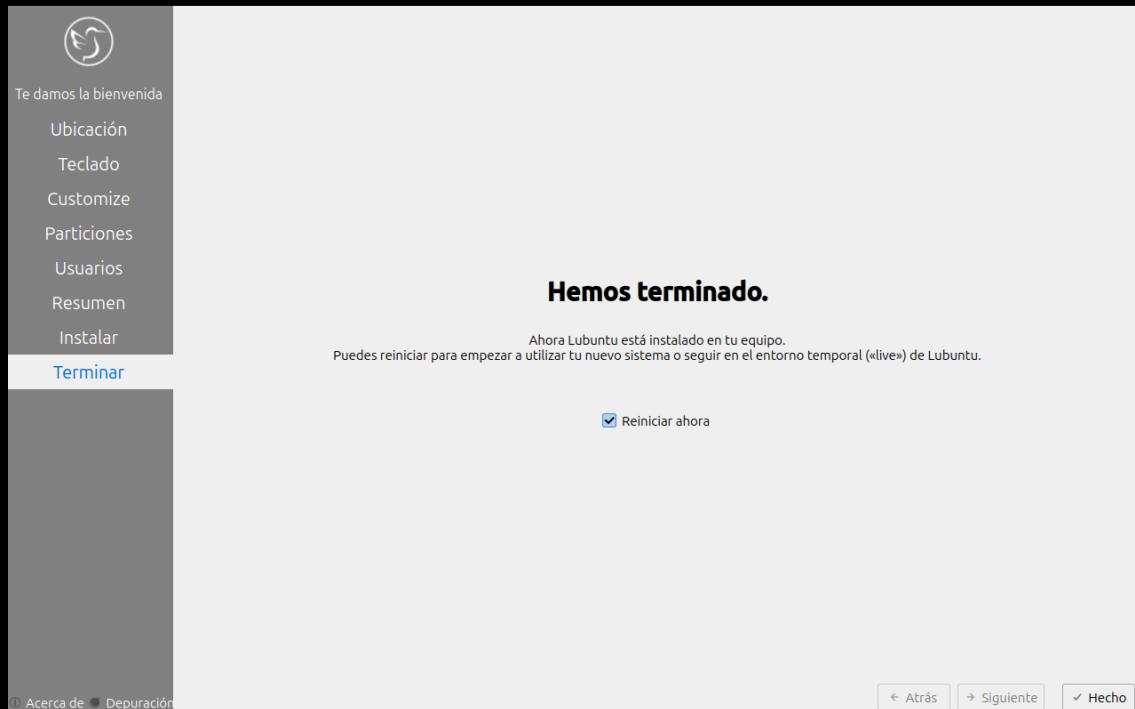 Te damos la bienvenida
Ubicación
Teclado
Customize
Particiones
Usuarios
Resumen
Instalar
Terminar
Hemos terminado.
Ahora Lubuntu está instalado en tu equipo.
Puedes reiniciar para empezar a utilizar tu nuevo sistema o seguir en el entorno temporal («live») de Lubuntu.
Reiniciar ahora
Acerca de Depuración
Atrás Siguiente Hecho